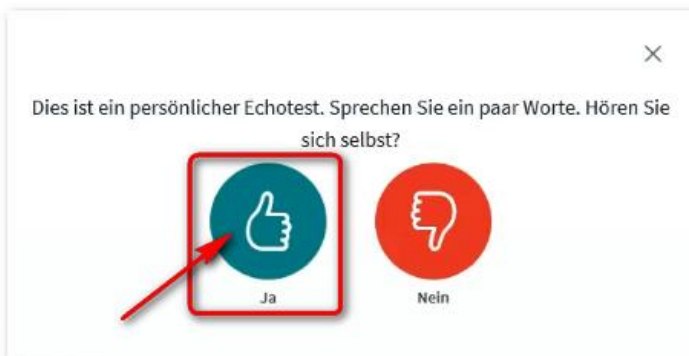 Dies ist ein persönlicher Echotest. Sprechen Sie ein paar Worte. Hören Sie
sich selbst?
Ja
Nein